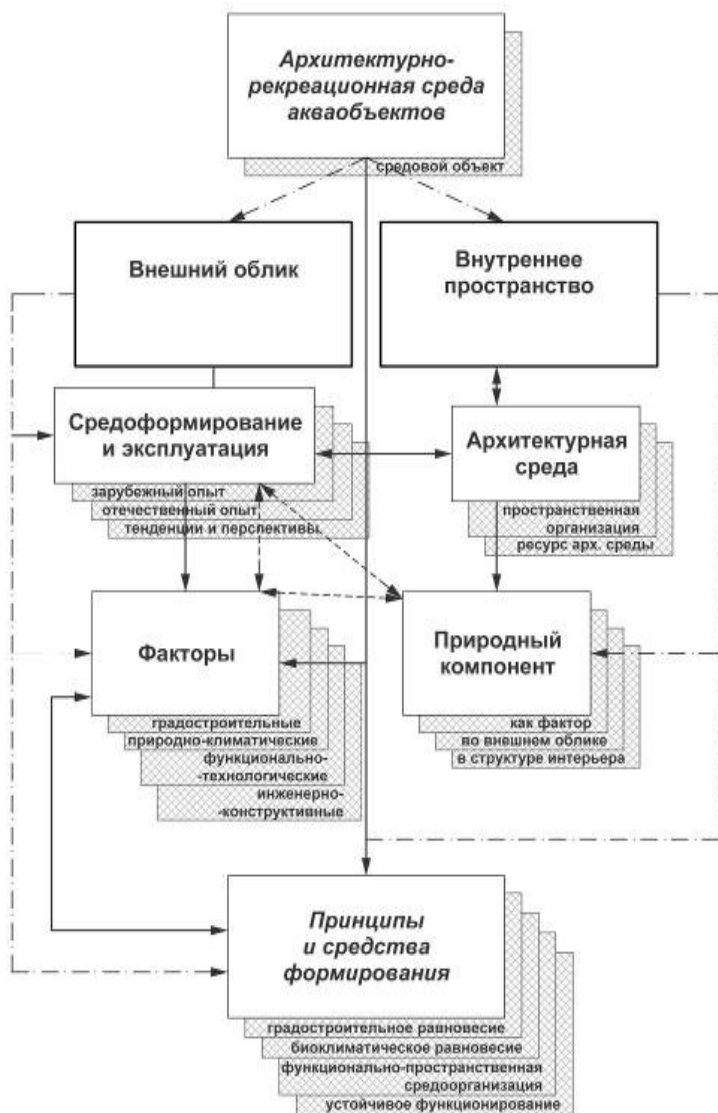 Архитектурно-
рекреационная среда
акваобъектов
средовой объект
Внешний облик
Внутреннее
пространство
Средоформирование
и эксплуатация
зарубежный опыт
отечественный опыт
тенденции и перспективы
Архитектурная
среда
пространственная
организация
ресурс арх. среды
Факторы
градостроительные
природно-климатические
функционально-
-технологические
инженерно-
-конструктивные
Природный
компонент
как фактор
во внешнем облике
в структуре интерьера
Принципы
и средства
формирования
градостроительное равновесие
биоклиматическое равновесие
функционально-пространственная
средоорганизация
устойчивое функционирование